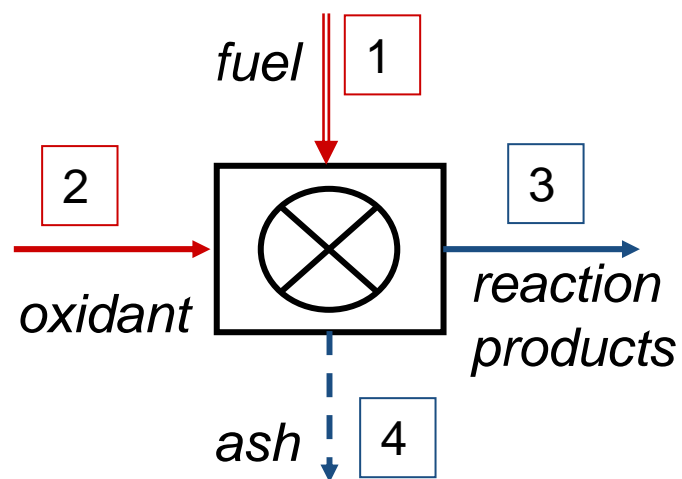 fuel
1
2
3
oxidant
reaction
products
ash
4